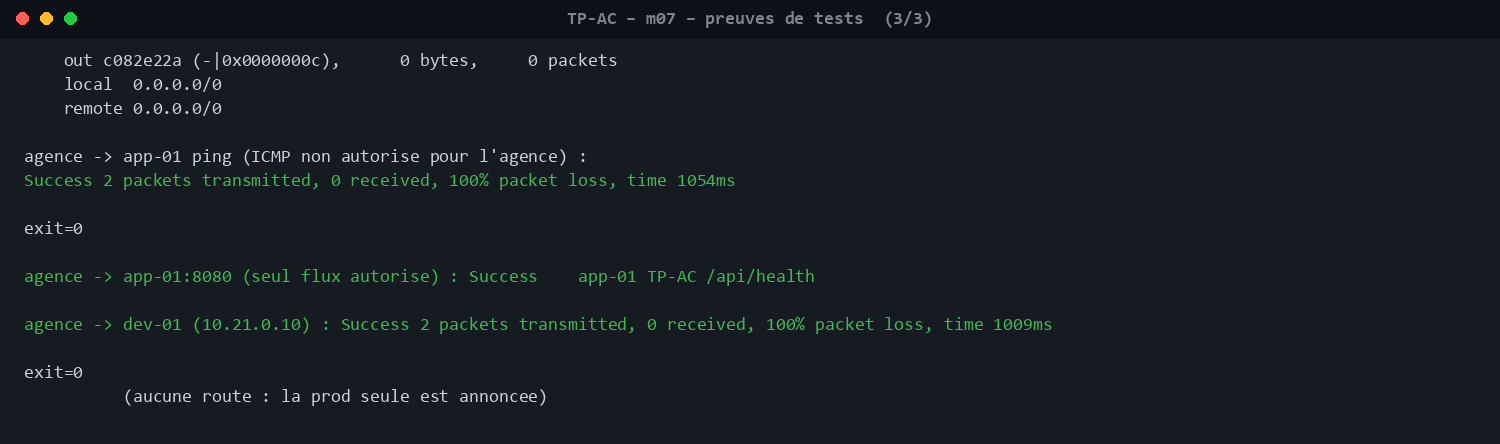 TP-AC – m07 – preuves de tests (3/3)
out c082e22a (-|0x0000000c),      0 bytes,     0 packets
local  0.0.0.0/0
remote 0.0.0.0/0
agence -> app-01 ping (ICMP non autorise pour l'agence) :
Success 2 packets transmitted, 0 received, 100% packet loss, time 1054ms
exit=0
agence -> app-01:8080 (seul flux autorise) : Success    app-01 TP-AC /api/health
agence -> dev-01 (10.21.0.10) : Success 2 packets transmitted, 0 received, 100% packet loss, time 1009ms
exit=0
(aucune route : la prod seule est annoncee)